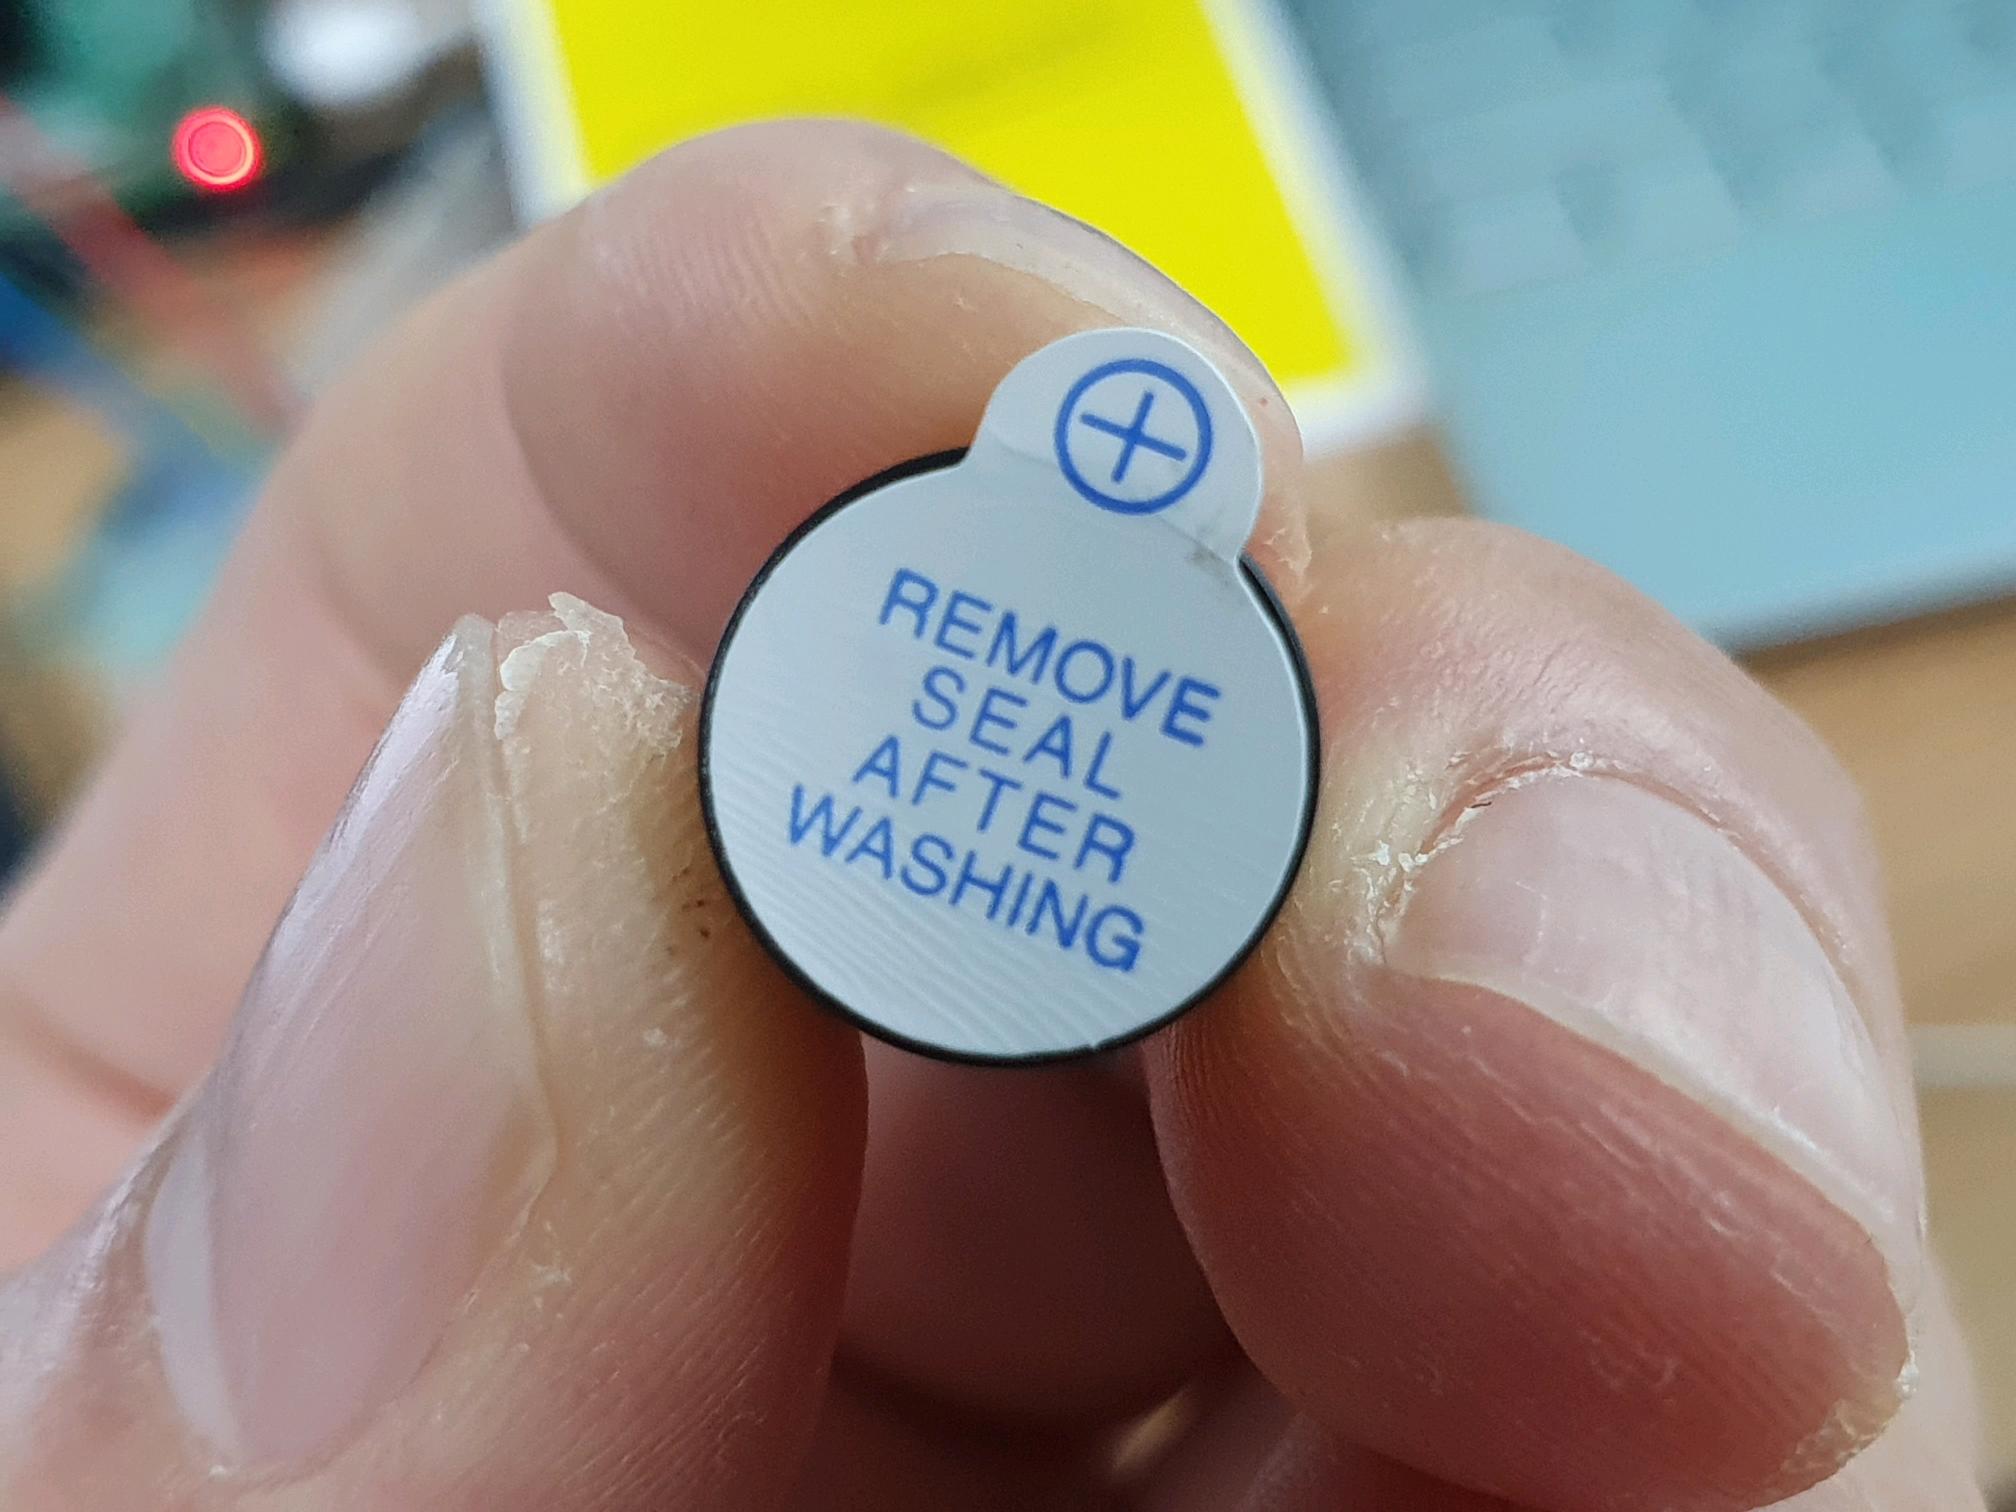 +
REMOVE
SEAL
AFTER
WASHING